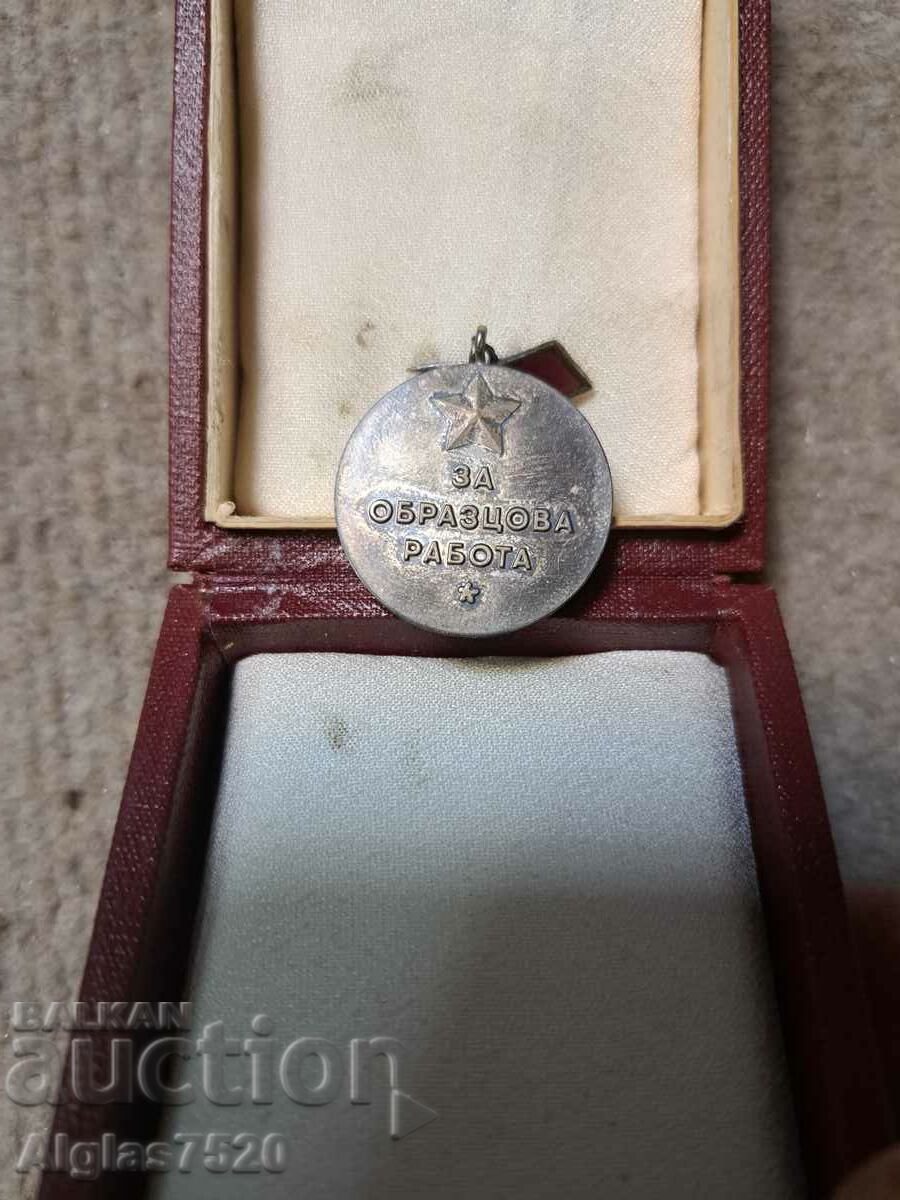 ЗА
ОБРАЗЦОВА
РАБОТА
BALKAN
auction
Alglas7520